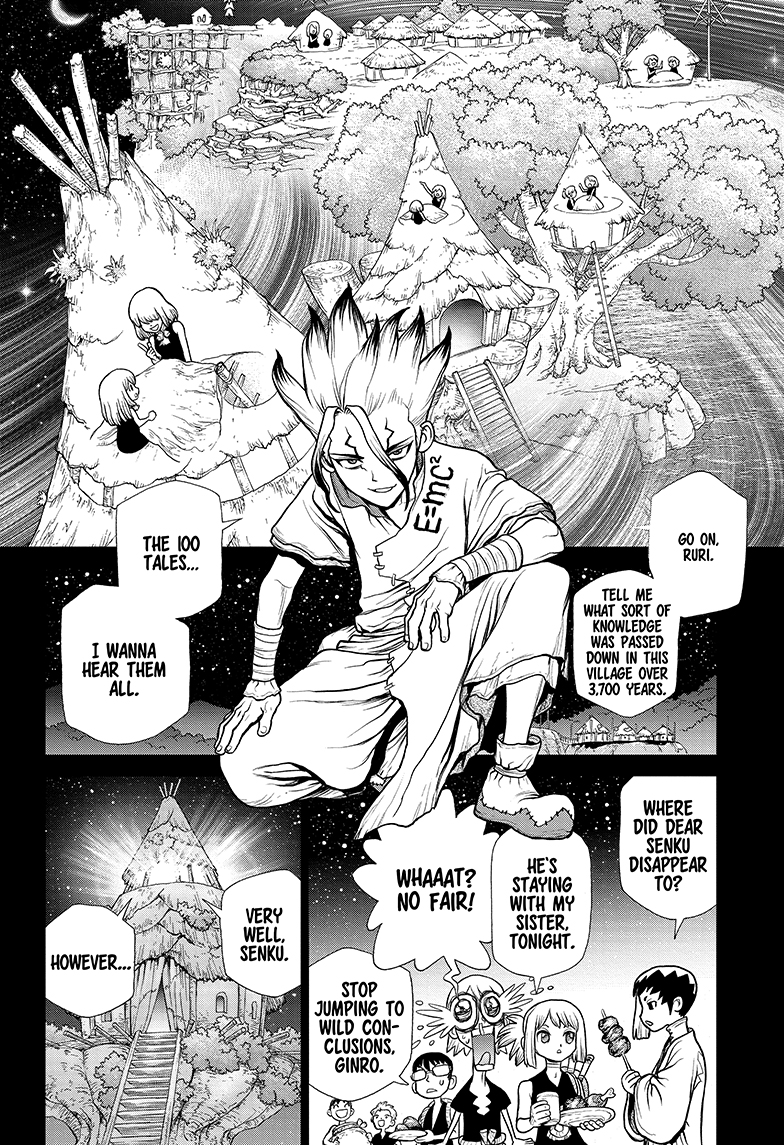 GO ON,
RURI.
TELL ME
WHAT SORT OF
KNOWLEDGE
WAS PASSED
DOWN IN THIS
VILLAGE OVER
3,700 YEARS.
E=mc²
THE 100
TALES...
I WANNA
HEAR THEM
ALL.
WHERE
DID DEAR
SENKU
DISAPPEAR
TO?
HE'S
STAYING
WITH MY
SISTER,
TONIGHT.
WHAAAT?
NO FAIR!
STOP
JUMPING TO
WILD CON-
CLUSIONS,
GINRO.
VERY
WELL,
SENKU.
HOWEVER...